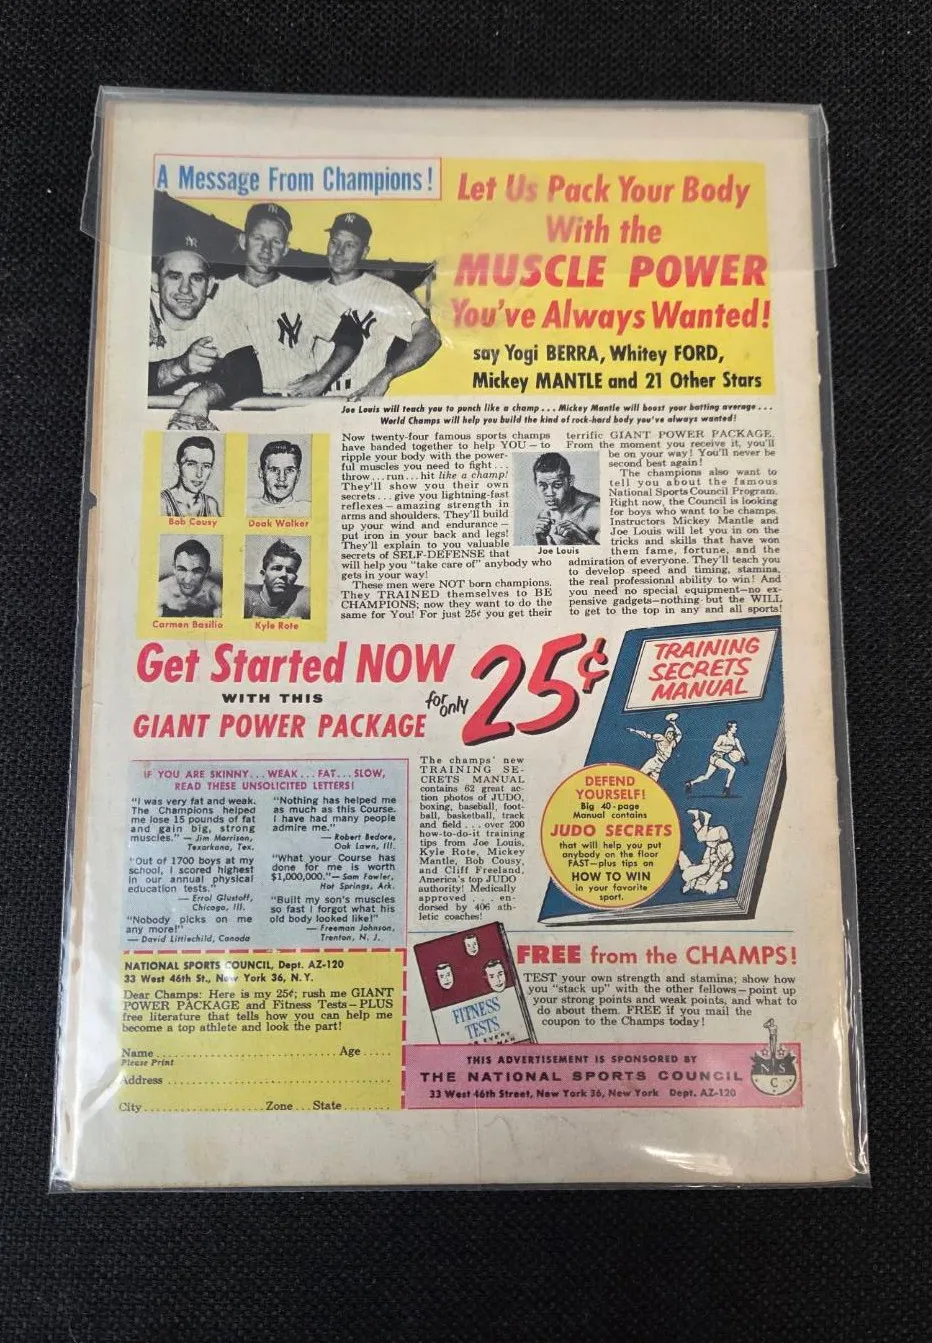 A Message From Champions!
Let Us Pack Your Body
With the
MUSCLE POWER
You've Always Wanted!
say Yogi BERRA, Whitey FORD,
Mickey MANTLE and 21 Other Stars
Joe Louis will teach you to punch like a champ . . . Mickey Mantle will boost your batting average . . .
World Champs will help you build the kind of rock-hard body you've always wanted!
Bob Cousy
Doak Walker
Carmen Basilio
Kyle Rote
Now twenty-four famous sports champs
have banded together to help YOU — to
ripple your body with the power-
ful muscles you need to fight . . .
throw . . . run . . . hit like a champ!
They'll show you their own
secrets . . . give you lightning-fast
reflexes – amazing strength in
arms and shoulders. They'll build
up your wind and endurance –
put iron in your back and legs!
They'll explain to you valuable
secrets of SELF-DEFENSE that
will help you "take care of" anybody who
gets in your way!
These men were NOT born champions.
They TRAINED themselves to BE
CHAMPIONS; now they want to do the
same for You! For just 25¢ you get their
Joe Louis
terrific GIANT POWER PACKAGE.
From the moment you receive it, you'll
be on your way! You'll never be
second best again!
The champions also want to
tell you about the famous
National Sports Council Program.
Right now, the Council is looking
for boys who want to be champs.
Instructors Mickey Mantle and
Joe Louis will let you in on the
tricks and skills that have won
them fame, fortune, and the
admiration of everyone. They'll teach you
to develop speed and timing, stamina,
the real professional ability to win! And
you need no special equipment—no ex-
pensive gadgets—nothing but the WILL
to get to the top in any and all sports!
Get Started NOW
WITH THIS
GIANT POWER PACKAGE
for only
25¢
TRAINING
SECRETS
MANUAL
DEFEND
YOURSELF!
Big 40-page
Manual contains
JUDO SECRETS
that will help you put
anybody on the floor
FAST—plus tips on
HOW TO WIN
in your favorite
sport.
IF YOU ARE SKINNY . . . WEAK . . . FAT . . . SLOW,
READ THESE UNSOLICITED LETTERS!
"I was very fat and weak.
The Champions helped
me lose 15 pounds of fat
and gain big, strong
muscles." — Jim Morrison,
Texarkana, Tex.
"Out of 1700 boys at my
school, I scored highest
in our annual physical
education tests."
— Errol Glustoff,
Chicago, Ill.
"Nobody picks on me
any more!"
— David Littlechild, Canada
"Nothing has helped me
as much as this Course.
I have had many people
admire me."
— Robert Bedore,
Oak Lawn, Ill.
"What your Course has
done for me is worth
$1,000,000."— Sam Fowler,
Hot Springs, Ark.
"Built my son's muscles
so fast I forgot what his
old body looked like!"
— Freeman Johnson,
Trenton, N. J.
The champs' new
TRAINING SE-
CRETS MANUAL
contains 62 great ac-
tion photos of JUDO,
boxing, baseball, foot-
ball, basketball, track
and field . . . over 200
how-to-do-it training
tips from Joe Louis,
Kyle Rote, Mickey
Mantle, Bob Cousy,
and Cliff Freeland,
America's top JUDO
authority! Medically
approved . . . en-
dorsed by 406 ath-
letic coaches!
FITNESS
TESTS
FREE from the CHAMPS!
TEST your own strength and stamina; show how
you "stack up" with the other fellows — point up
your strong points and weak points, and what to
do about them. FREE if you mail the
coupon to the Champs today!
NATIONAL SPORTS COUNCIL, Dept. AZ-120
33 West 46th St., New York 36, N.Y.
Dear Champs: Here is my 25¢; rush me GIANT
POWER PACKAGE and Fitness Tests — PLUS
free literature that tells how you can help me
become a top athlete and look the part!
Name Age
Please Print
Address
City Zone State
THIS ADVERTISEMENT IS SPONSORED BY
THE NATIONAL SPORTS COUNCIL
33 West 46th Street, New York 36, New York Dept. AZ-120
N S
C